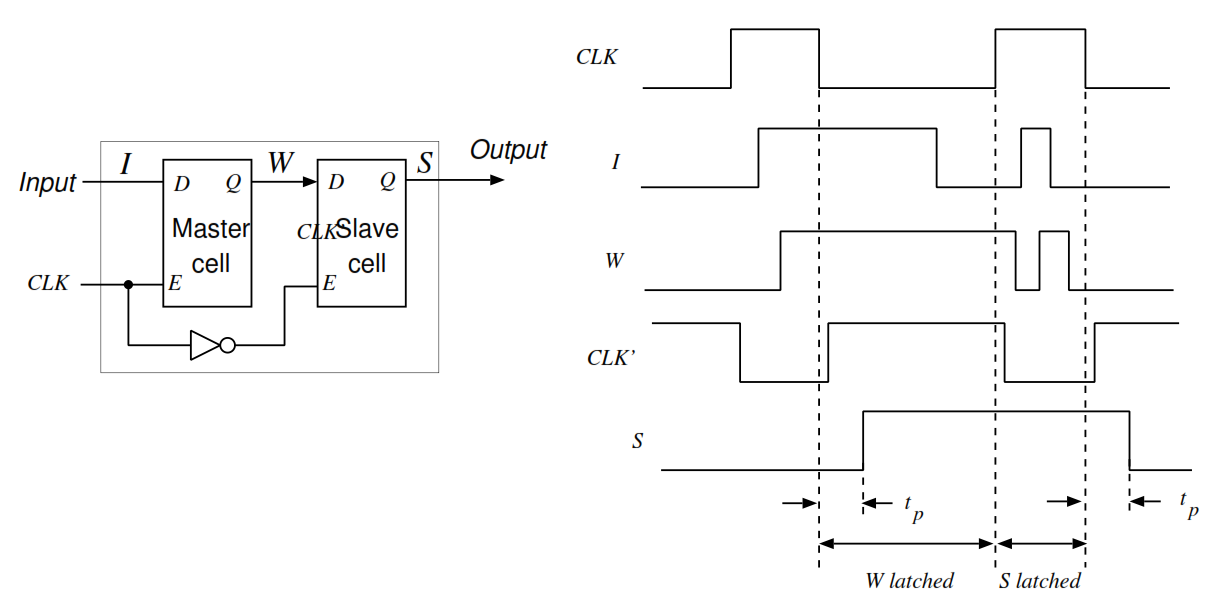 Input
I
CLK
D Q
Master
cell
E
W
CLK'
D Q
Slave
cell
E
S
Output
CLK
I
W
CLK'
S
t p
t p
W latched
S latched